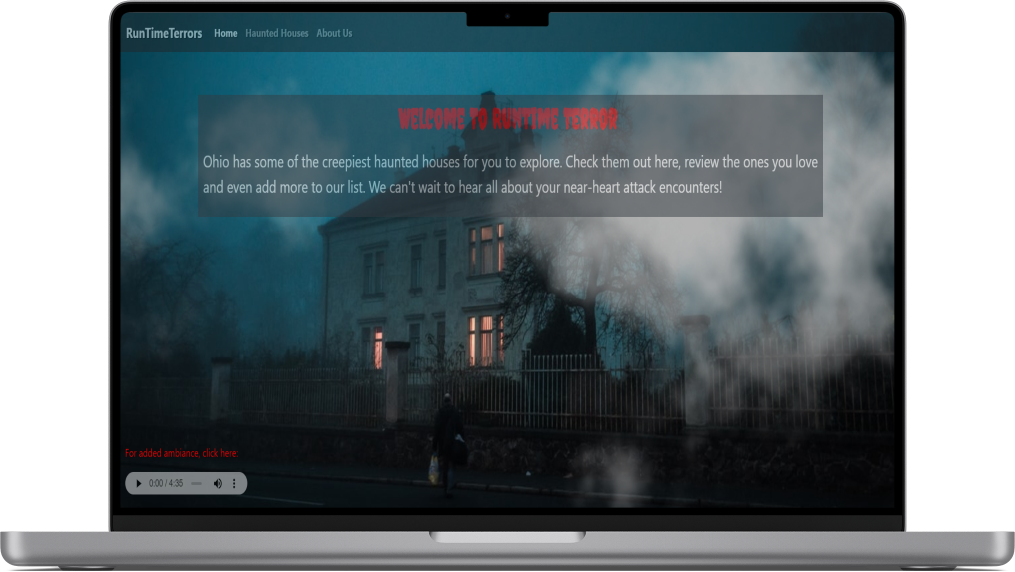 RunTimeTerrors Home Haunted Houses About Us
WELCOME TO RUNTIME TERROR
Ohio has some of the creepiest haunted houses for you to explore. Check them out here, review the ones you love
and even add more to our list. We can't wait to hear all about your near-heart attack encounters!
For added ambiance, click here:
0:00 / 4:35